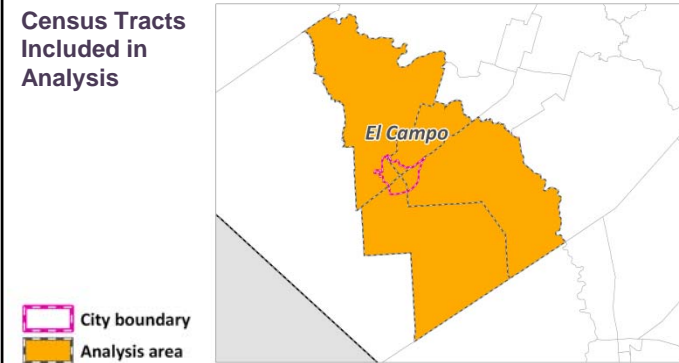 Census Tracts
Included in
Analysis
El Campo
City boundary
Analysis area